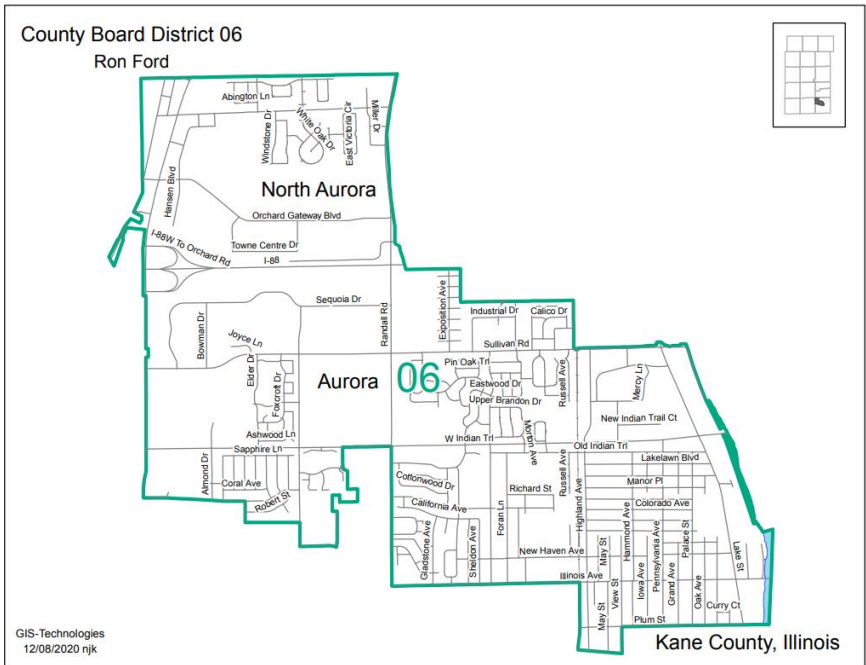 County Board District 06
Ron Ford
Abington Ln
White Oak Dr
Windstone Dr
East Victoria Cir
Miller Dr
Hansen Blvd
North Aurora
Orchard Gateway Blvd
I-88W To Orchard Rd
Towne Centre Dr
I-88
Sequoia Dr
Randall Rd
Exposition Ave
Industrial Dr
Calico Dr
Bowman Dr
Joyce Ln
Sullivan Rd
Pin Oak Trl
Elder Dr
Foxcroft Dr
Aurora
06
Eastwood Dr
Russell Ave
Mercy Ln
Upper Brandon Dr
New Indian Trail Ct
Morton Ave
Ashwood Ln
W Indian Trl
Old Indian Trl
Sapphire Ln
Almond Dr
Lakelawn Blvd
Coral Ave
Cottonwood Dr
Richard St
Russell Ave
Manor Pl
Robert St
California Ave
Foran Ln
Highland Ave
Colorado Ave
Gladstone Ave
Sheldon Ave
New Haven Ave
May St
Hammond Ave
Pennsylvania Ave
Palace St
Lake St
Illinois Ave
View St
Iowa Ave
Grand Ave
Oak Ave
May St
Curry Ct
Plum St
GIS-Technologies
12/08/2020 njk
Kane County, Illinois